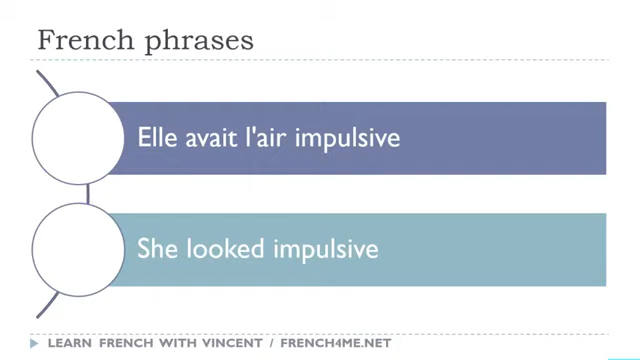 French phrases
Elle avait l'air impulsive
She looked impulsive
LEARN FRENCH WITH VINCENT / FRENCH4ME.NET